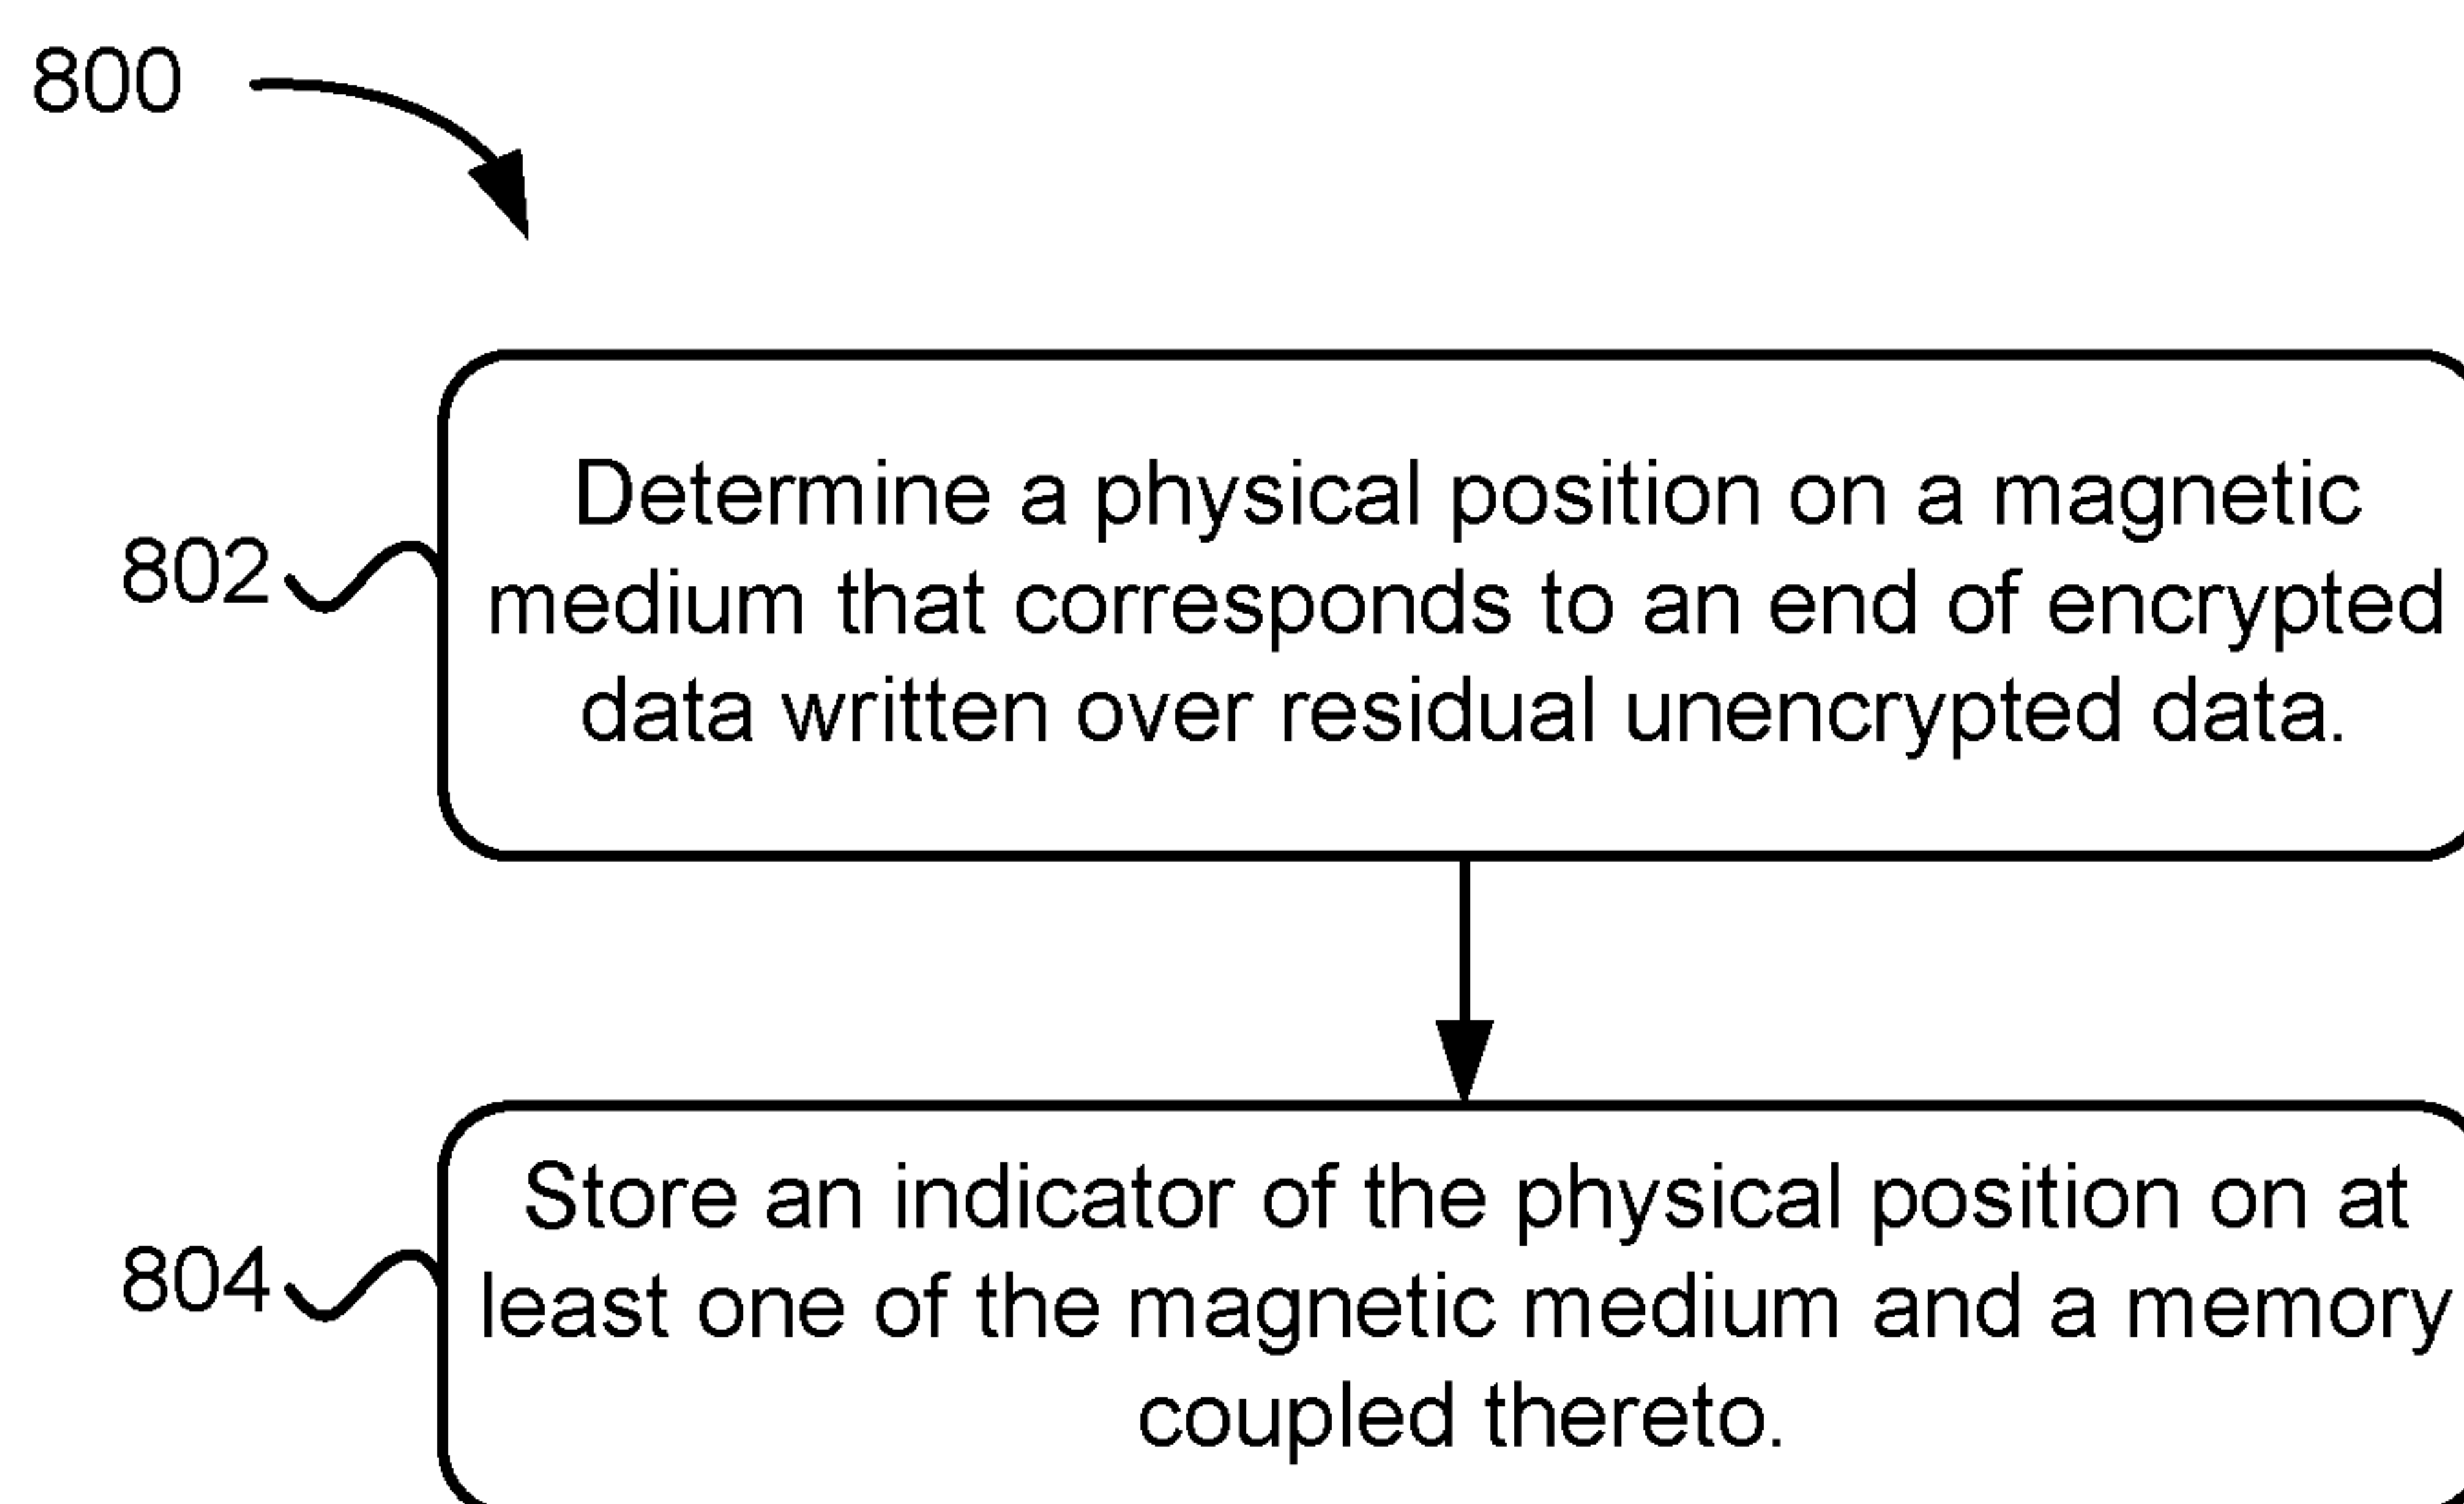 800
802
Determine a physical position on a magnetic
medium that corresponds to an end of encrypted
data written over residual unencrypted data.
804
Store an indicator of the physical position on at
least one of the magnetic medium and a memory
coupled thereto.